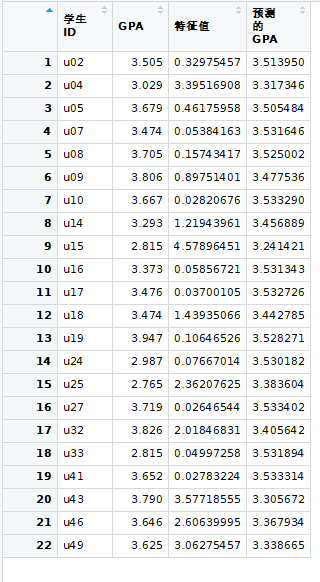 学生ID GPA 特征值 预测的GPA
1 u02 3.505 0.32975457 3.513950
2 u04 3.029 3.39516908 3.317346
3 u05 3.679 0.46175958 3.505484
4 u07 3.474 0.05384163 3.531646
5 u08 3.705 0.15743417 3.525002
6 u09 3.806 0.89751401 3.477536
7 u10 3.667 0.02820676 3.533290
8 u14 3.293 1.21943961 3.456889
9 u15 2.815 4.57896451 3.241421
10 u16 3.373 0.05856721 3.531343
11 u17 3.476 0.03700105 3.532726
12 u18 3.474 1.43935066 3.442785
13 u19 3.947 0.10646526 3.528271
14 u24 2.987 0.07667014 3.530182
15 u25 2.765 2.36207625 3.383604
16 u27 3.719 0.02646544 3.533402
17 u32 3.826 2.01846831 3.405642
18 u33 2.815 0.04997258 3.531894
19 u41 3.652 0.02783224 3.533314
20 u43 3.790 3.57718555 3.305672
21 u46 3.646 2.60639995 3.367934
22 u49 3.625 3.06275457 3.338665